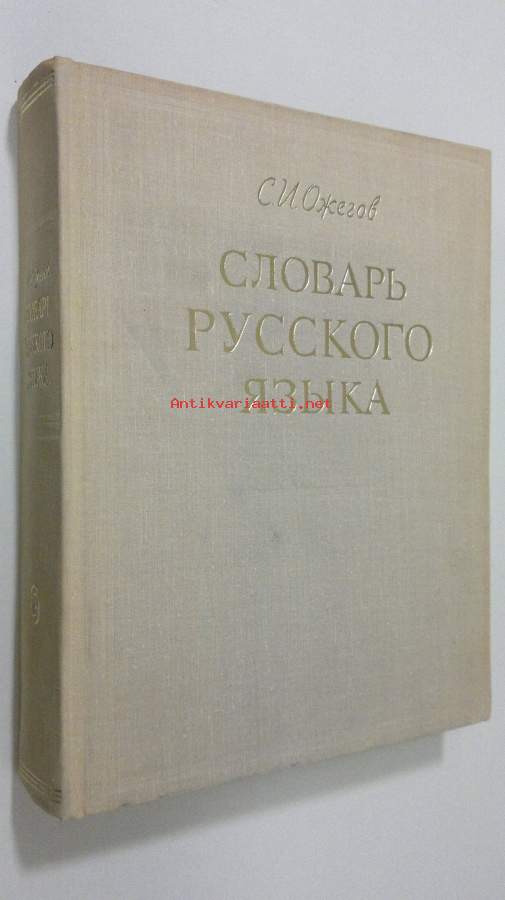 С.И.Ожегов
СЛОВАРЬ
РУССКОГО
ЯЗЫКА
Antikvariaatti.net